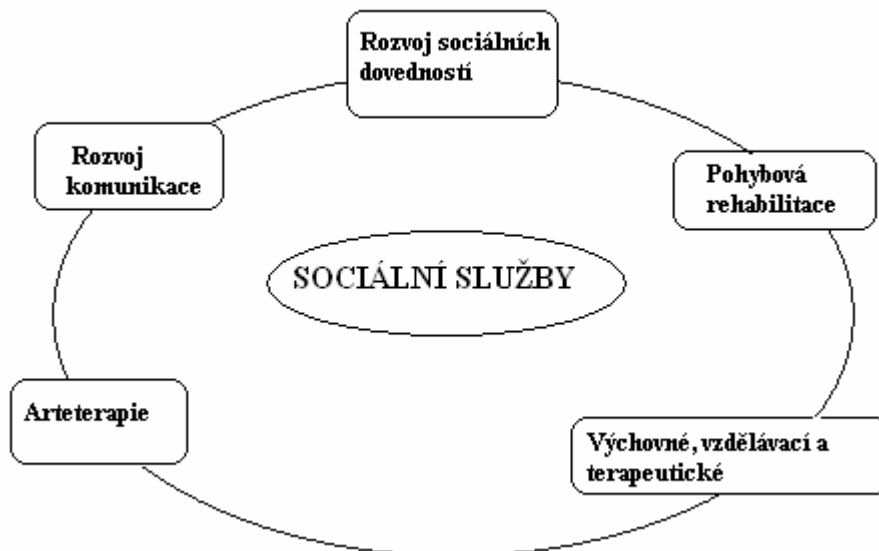 Rozvoj sociálních
dovedností
Rozvoj
komunikace
Pohybová
rehabilitace
SOCIÁLNÍ SLUŽBY
Arteterapie
Výchovné, vzdělávací a
terapeutické